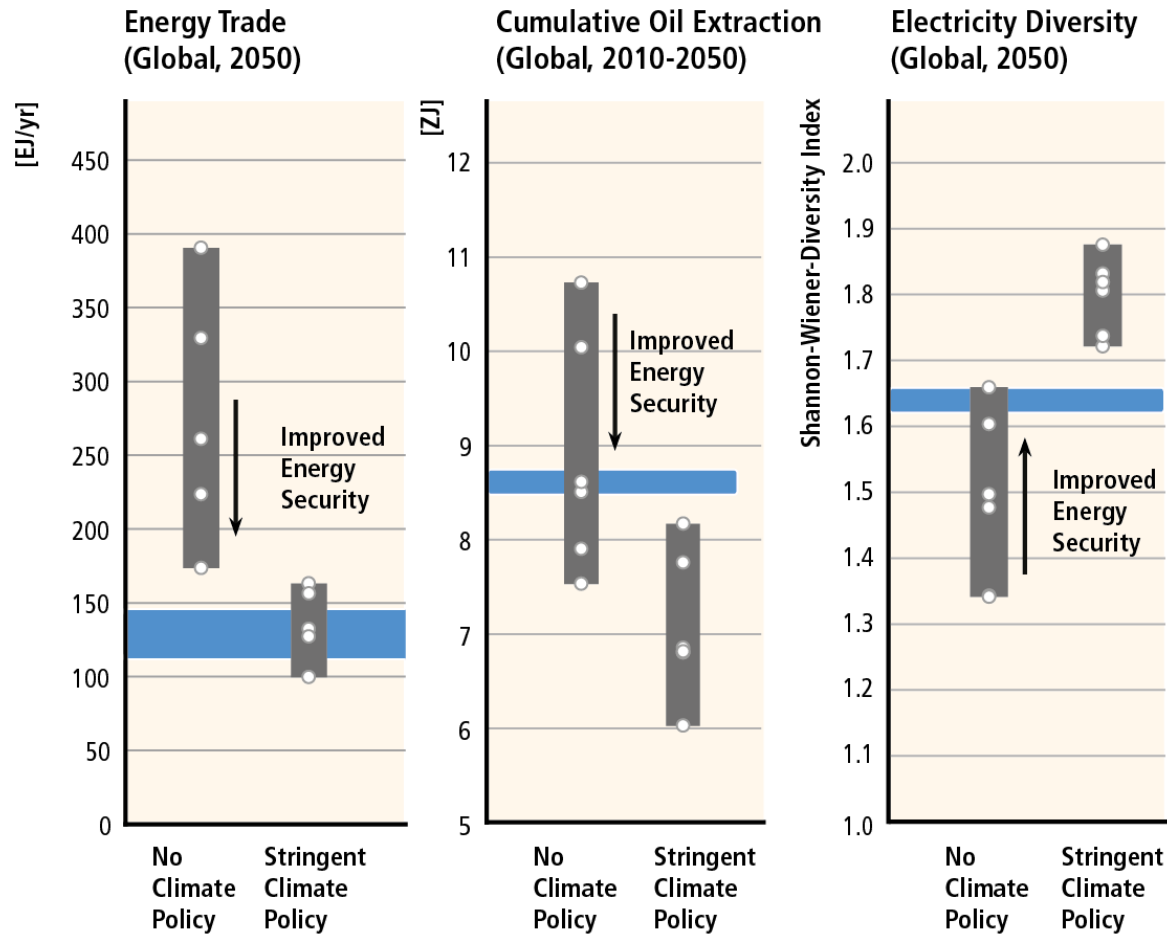 Energy Trade
(Global, 2050)
[EJ/yr]
450
400
350
300
250
200
150
100
50
0
Improved
Energy
Security
No
Climate
Policy
Stringent
Climate
Policy
Cumulative Oil Extraction
(Global, 2010-2050)
[ZJ]
12
11
10
9
8
7
6
5
Improved
Energy
Security
No
Climate
Policy
Stringent
Climate
Policy
Electricity Diversity
(Global, 2050)
Shannon-Wiener-Diversity Index
2.0
1.9
1.8
1.7
1.6
1.5
1.4
1.3
1.2
1.1
1.0
Improved
Energy
Security
No
Climate
Policy
Stringent
Climate
Policy